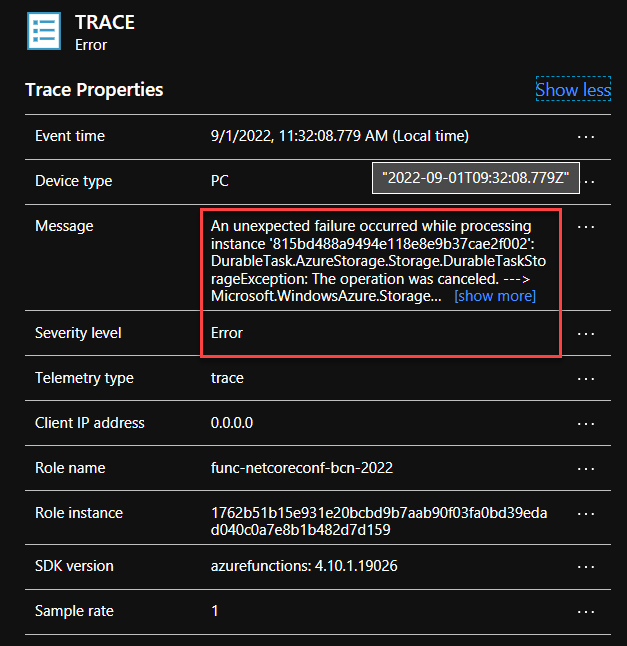 TRACE
Error
Trace Properties Show less
Event time 9/1/2022, 11:32:08.779 AM (Local time) ...
Device type PC "2022-09-01T09:32:08.779Z" ..
Message An unexpected failure occurred while processing ...
instance '815bd488a9494e118e8e9b37cae2f002':
DurableTask.AzureStorage.Storage.DurableTaskSto
rageException: The operation was canceled. --->
Microsoft.WindowsAzure.Storage... [show more]
Severity level Error ...
Telemetry type trace ...
Client IP address 0.0.0.0 ...
Role name func-netcoreconf-bcn-2022 ...
Role instance 1762b51b15e931e20bcbd9b7aab90f03fa0bd39eda ...
d040c0a7e8b1b482d7d159
SDK version azurefunctions: 4.10.1.19026 ...
Sample rate 1 ...